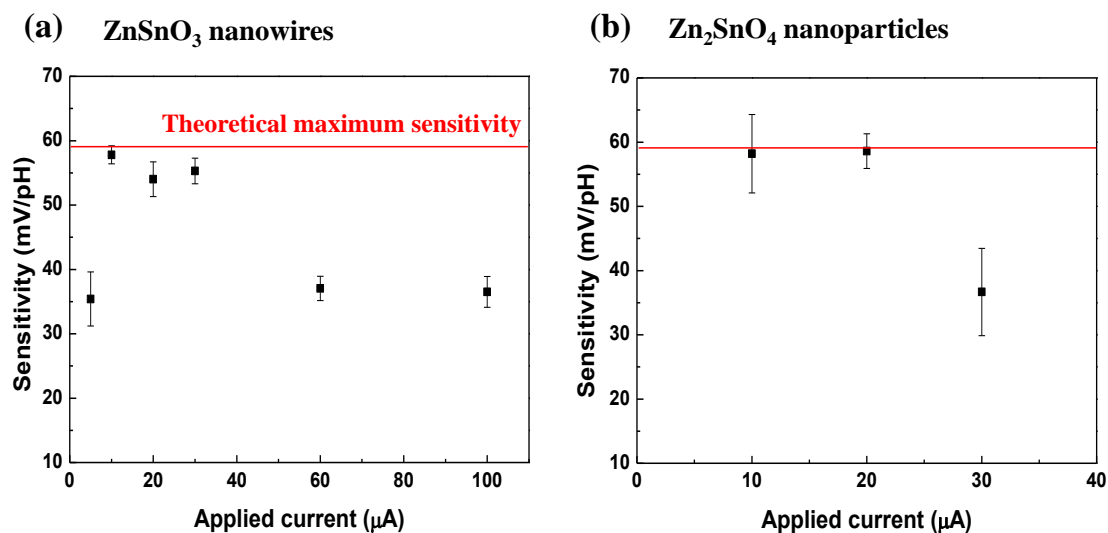 (a) ZnSnO₃ nanowires
70
60
50
40
30
20
10
Sensitivity (mV/pH)
Theoretical maximum sensitivity
0 20 40 60 80 100
Applied current (μA)
(b) Zn₂SnO₄ nanoparticles
70
60
50
40
30
20
10
Sensitivity (mV/pH)
0 10 20 30 40
Applied current (μA)